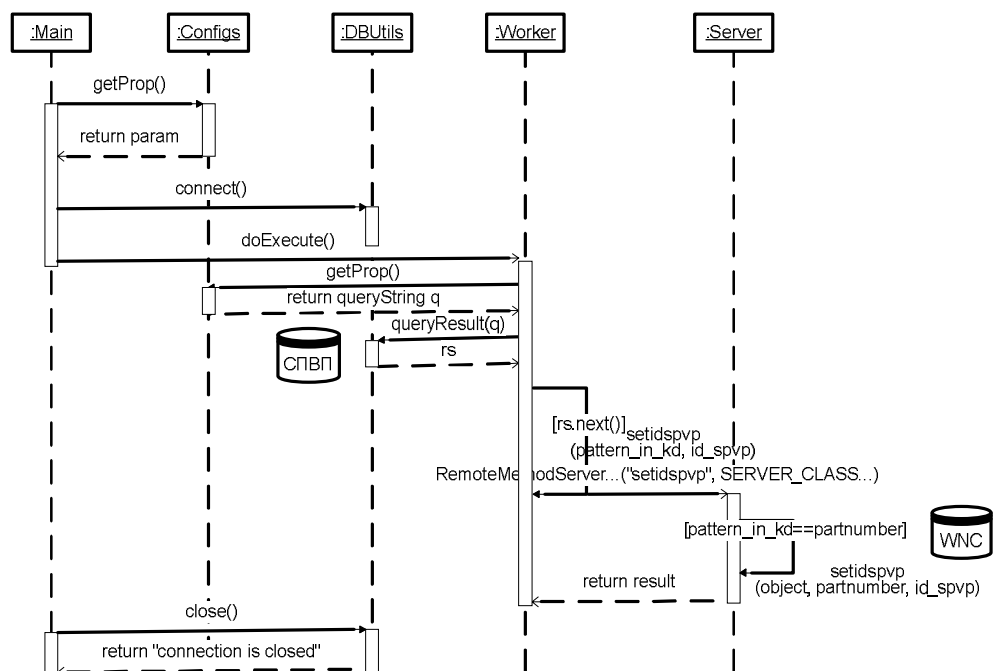 :Main
:Configs
:DBUtils
:Worker
:Server
getProp()
return param
connect()
doExecute()
getProp()
return queryString q
queryResult(q)
СПВП
rs
[rs.next()]
setidspvp
(pattern_in_kd, id_spvp)
RemoteMethodServer...("setidspvp", SERVER_CLASS...)
[pattern_in_kd==partnumber]
WNC
setidspvp
(object, partnumber, id_spvp)
return result
close()
return "connection is closed"